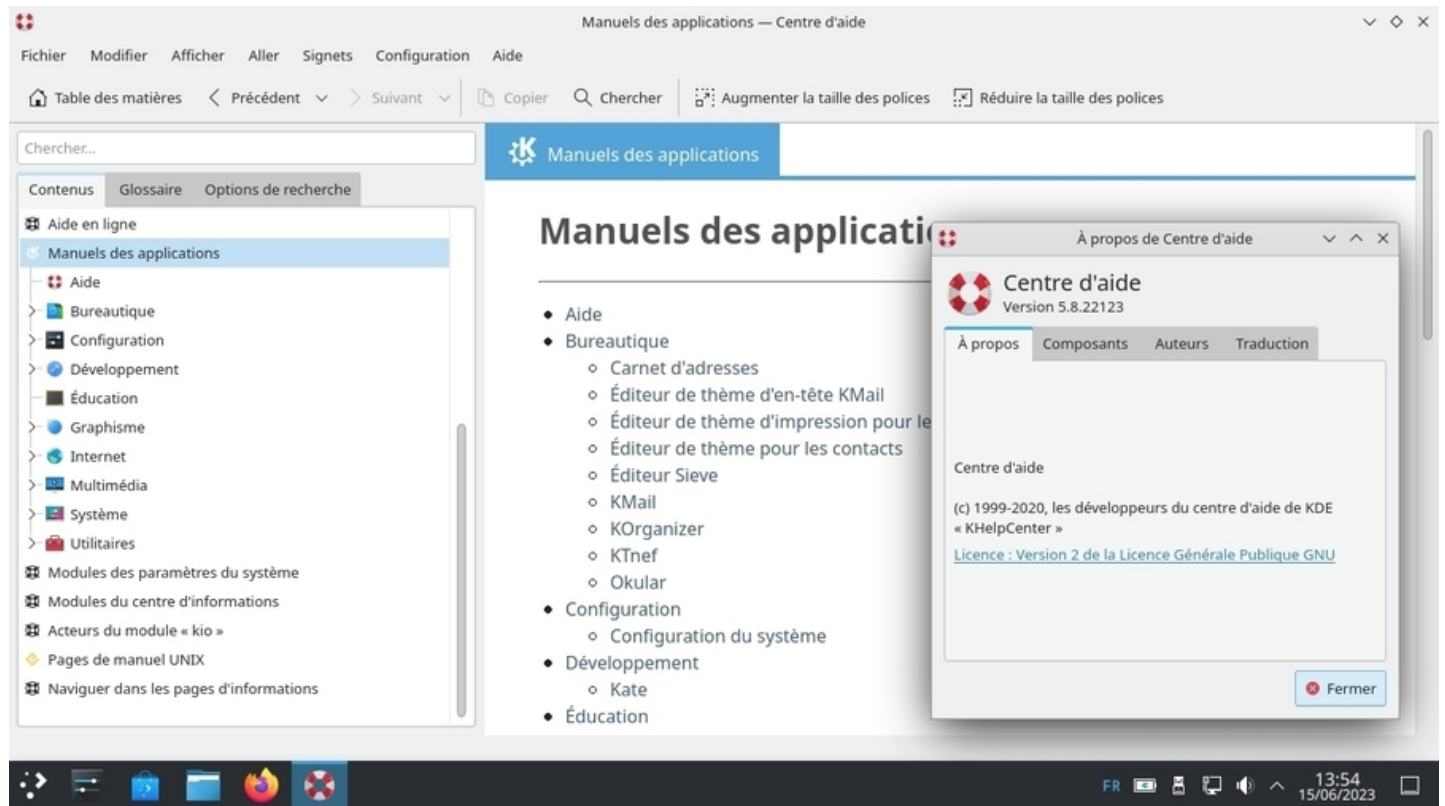 Manuels des applications — Centre d'aide
Fichier Modifier Afficher Aller Signets Configuration Aide
Table des matières Précédent Suivant Copier Chercher Augmenter la taille des polices Réduire la taille des polices
Chercher...
Contenus Glossaire Options de recherche
Aide en ligne
Manuels des applications
Aide
Bureautique
Configuration
Développement
Éducation
Graphisme
Internet
Multimédia
Système
Utilitaires
Modules des paramètres du système
Modules du centre d'informations
Acteurs du module « kio »
Pages de manuel UNIX
Naviguer dans les pages d'informations
Manuels des applications
Manuels des applicati
• Aide
• Bureautique
◦ Carnet d'adresses
◦ Éditeur de thème d'en-tête KMail
◦ Éditeur de thème d'impression pour le
◦ Éditeur de thème pour les contacts
◦ Éditeur Sieve
◦ KMail
◦ KOrganizer
◦ KTnef
◦ Okular
• Configuration
◦ Configuration du système
• Développement
◦ Kate
• Éducation
À propos de Centre d'aide
Centre d'aide
Version 5.8.22123
À propos Composants Auteurs Traduction
Centre d'aide
(c) 1999-2020, les développeurs du centre d'aide de KDE
« KHelpCenter »
Licence : Version 2 de la Licence Générale Publique GNU
Fermer
FR
13:54
15/06/2023